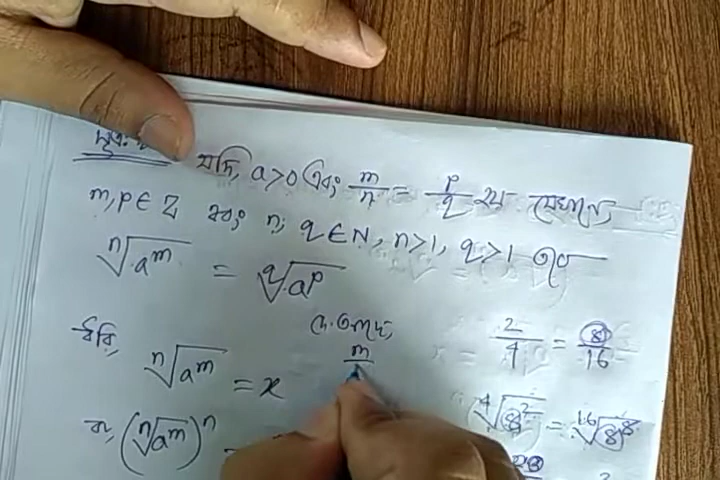 যদি, a>0 এবং m/n = p/q হয় যেখানে,
m,p∈ℤ এবং n, q∈N, n>1, q>1
ⁿ√aᵐ = ᑫ√aᵖ
ধরি, ⁿ√aᵐ = x
m
2/4 = 8/16
বা, (ⁿ√aᵐ)ⁿ
⁴√8² = ¹⁶√8⁸